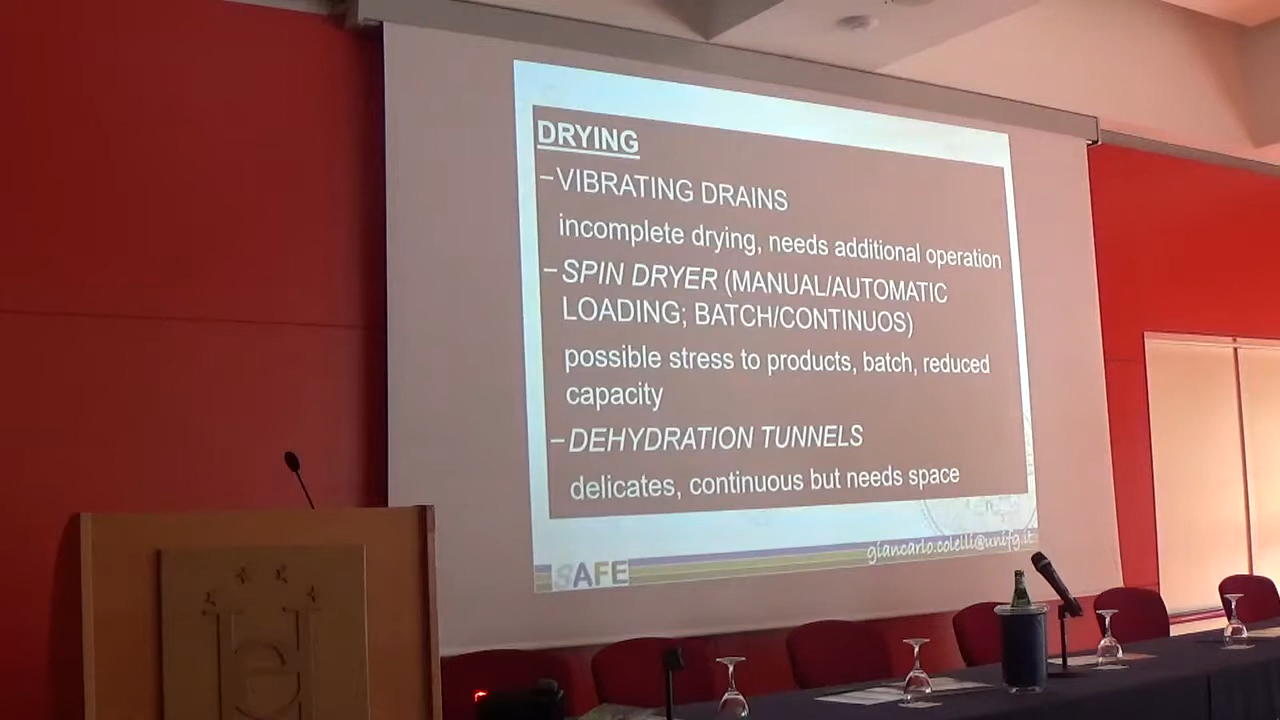 DRYING
–VIBRATING DRAINS
incomplete drying, needs additional operation
–SPIN DRYER (MANUAL/AUTOMATIC
LOADING; BATCH/CONTINUOS)
possible stress to products, batch, reduced
capacity
–DEHYDRATION TUNNELS
delicates, continuous but needs space
giancarlo.colelli@unifg.it
SAFE